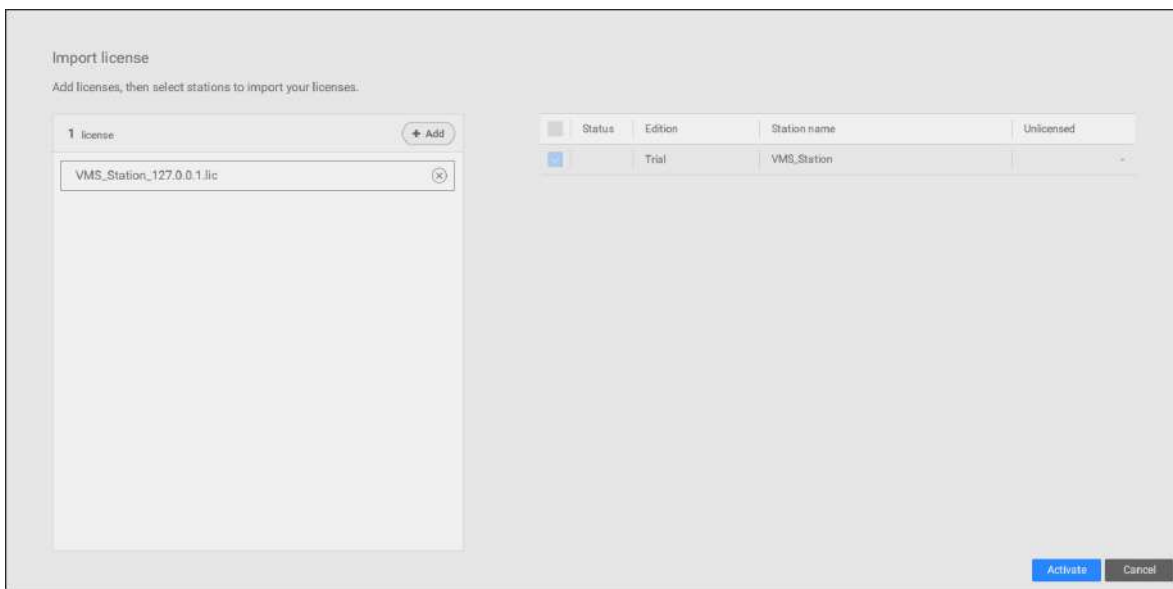 Import license
Add licenses, then select stations to import your licenses.
1 license
+ Add
VMS_Station_127.0.0.1.lic
Status Edition Station name Unlicensed
Trial VMS_Station -
Activate Cancel